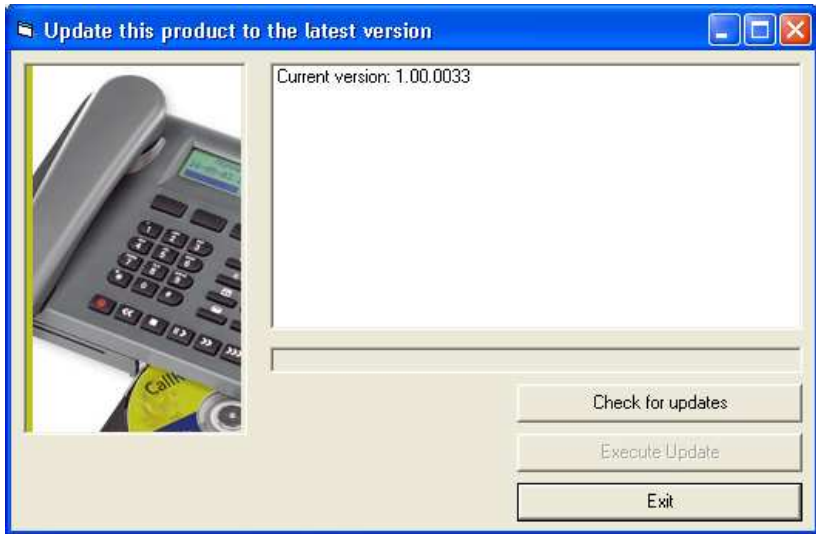 Update this product to the latest version
Current version: 1.00.0033
Check for updates
Execute Update
Exit